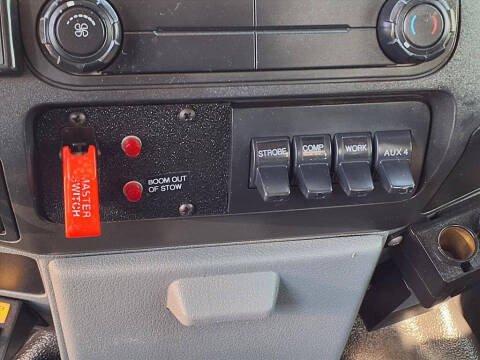 MASTER
SWITCH
BOOM OUT
OF STOW
STROBE
COMP
WORK
AUX 4